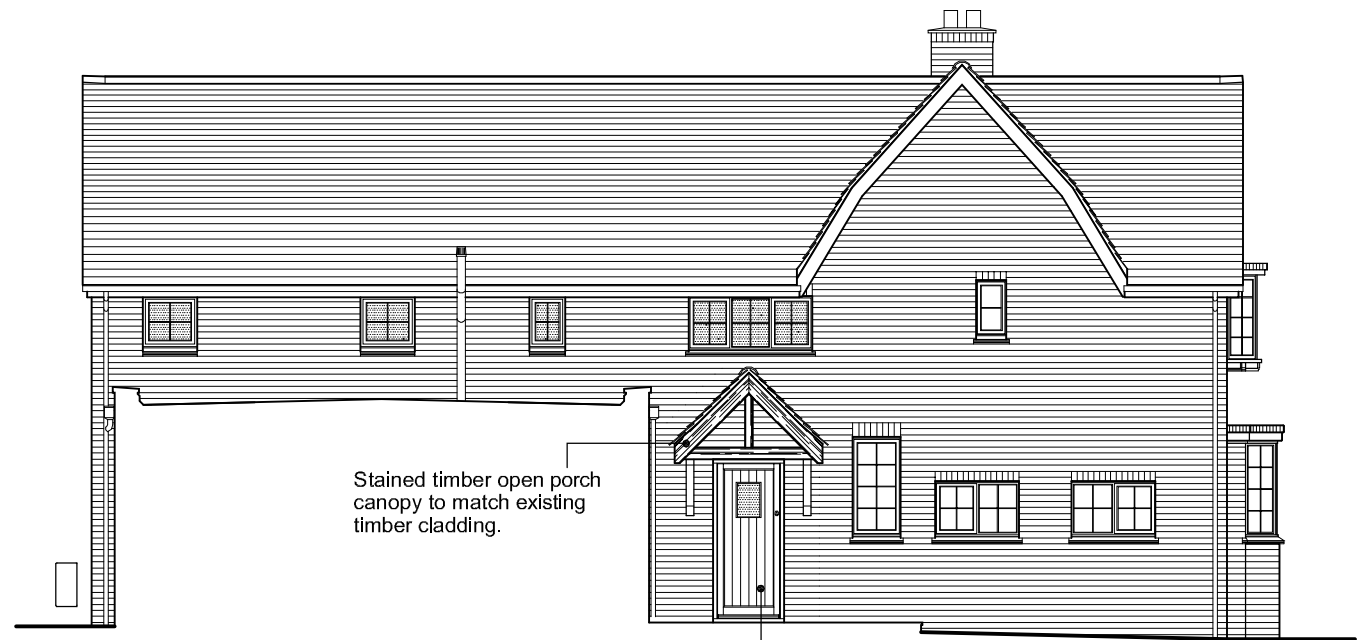 Stained timber open porch
canopy to match existing
timber cladding.